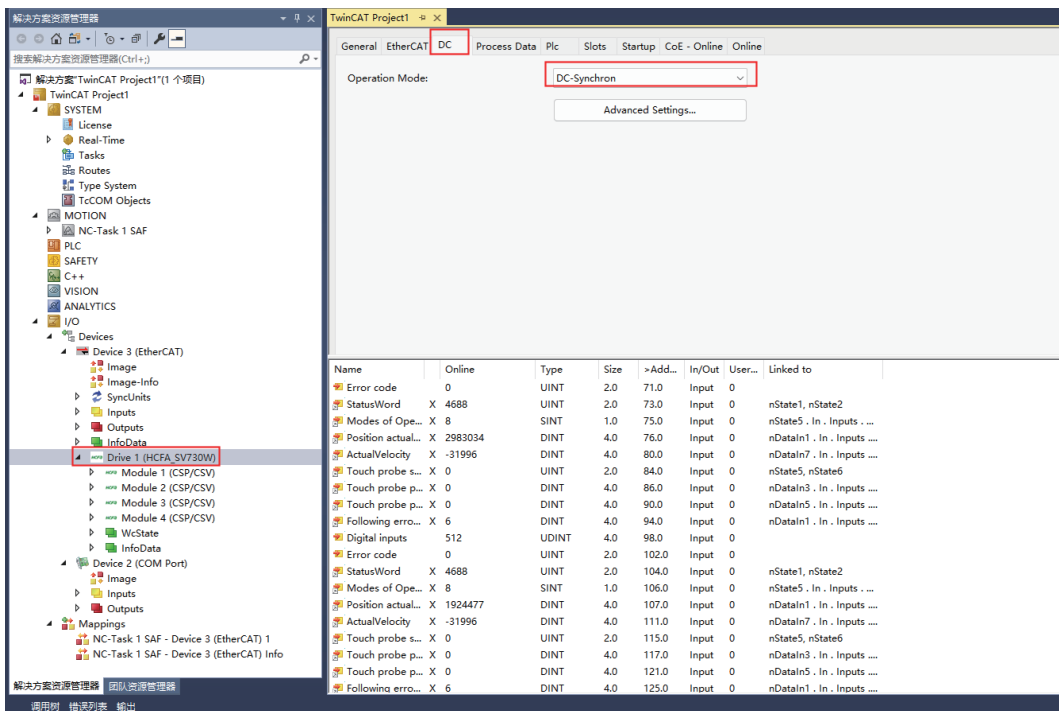 解决方案资源管理器
搜索解决方案资源管理器(Ctrl+;)
解决方案"TwinCAT Project1"(1 个项目)
TwinCAT Project1
SYSTEM
License
Real-Time
Tasks
Routes
Type System
TcCOM Objects
MOTION
NC-Task 1 SAF
PLC
SAFETY
C++
VISION
ANALYTICS
I/O
Devices
Device 3 (EtherCAT)
Image
Image-Info
SyncUnits
Inputs
Outputs
InfoData
Drive 1 (HCFA_SV730W)
Module 1 (CSP/CSV)
Module 2 (CSP/CSV)
Module 3 (CSP/CSV)
Module 4 (CSP/CSV)
WcState
InfoData
Device 2 (COM Port)
Image
Inputs
Outputs
Mappings
NC-Task 1 SAF - Device 3 (EtherCAT) 1
NC-Task 1 SAF - Device 3 (EtherCAT) Info
解决方案资源管理器 团队资源管理器
调用树 错误列表 输出
TwinCAT Project1
General EtherCAT DC Process Data Plc Slots Startup CoE - Online Online
Operation Mode: DC-Synchron
Advanced Settings...
Name Online Type Size >Add... In/Out User... Linked to
Error code 0 UINT 2.0 71.0 Input 0
StatusWord X 4688 UINT 2.0 73.0 Input 0 nState1, nState2
Modes of Ope... X 8 SINT 1.0 75.0 Input 0 nState5 . In . Inputs . ...
Position actual... X 2983034 DINT 4.0 76.0 Input 0 nDataIn1 . In . Inputs ....
ActualVelocity X -31996 DINT 4.0 80.0 Input 0 nDataIn7 . In . Inputs ....
Touch probe s... X 0 UINT 2.0 84.0 Input 0 nState5, nState6
Touch probe p... X 0 DINT 4.0 86.0 Input 0 nDataIn3 . In . Inputs ....
Touch probe p... X 0 DINT 4.0 90.0 Input 0 nDataIn5 . In . Inputs ....
Following erro... X 6 DINT 4.0 94.0 Input 0 nDataIn1 . In . Inputs ....
Digital inputs 512 UDINT 4.0 98.0 Input 0
Error code 0 UINT 2.0 102.0 Input 0
StatusWord X 4688 UINT 2.0 104.0 Input 0 nState1, nState2
Modes of Ope... X 8 SINT 1.0 106.0 Input 0 nState5 . In . Inputs . ...
Position actual... X 1924477 DINT 4.0 107.0 Input 0 nDataIn1 . In . Inputs ....
ActualVelocity X -31996 DINT 4.0 111.0 Input 0 nDataIn7 . In . Inputs ....
Touch probe s... X 0 UINT 2.0 115.0 Input 0 nState5, nState6
Touch probe p... X 0 DINT 4.0 117.0 Input 0 nDataIn3 . In . Inputs ....
Touch probe p... X 0 DINT 4.0 121.0 Input 0 nDataIn5 . In . Inputs ....
Following erro... X 6 DINT 4.0 125.0 Input 0 nDataIn1 . In . Inputs ....